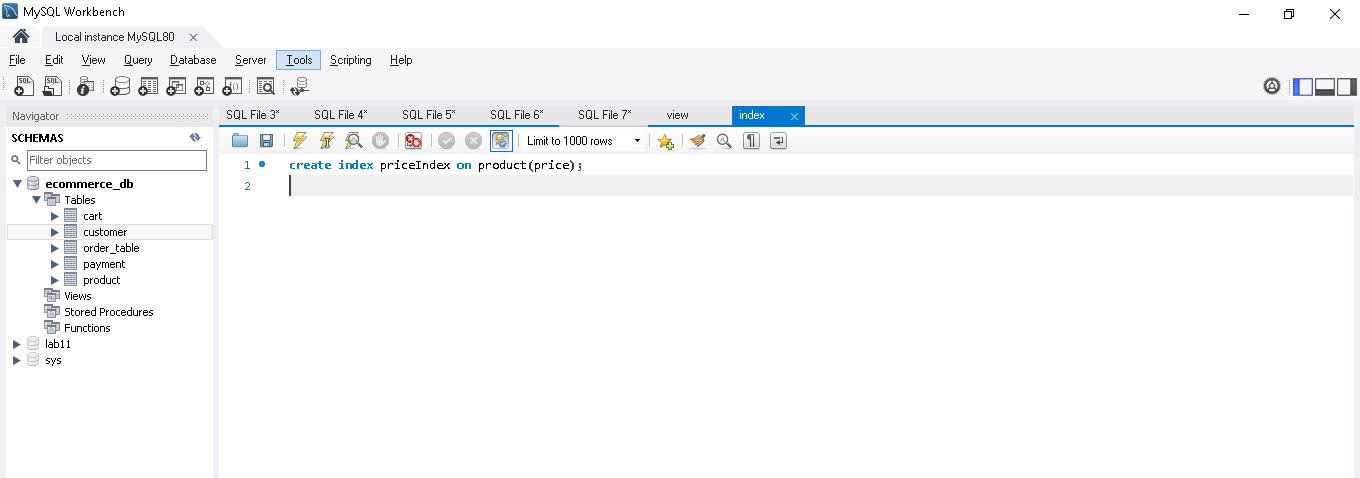 MySQL Workbench
Local instance MySQL80
File Edit View Query Database Server Tools Scripting Help
Navigator
SCHEMAS
Filter objects
ecommerce_db
Tables
cart
customer
order_table
payment
product
Views
Stored Procedures
Functions
lab11
sys
SQL File 3* SQL File 4* SQL File 5* SQL File 6* SQL File 7* view index
Limit to 1000 rows
1 create index priceIndex on product(price);
2